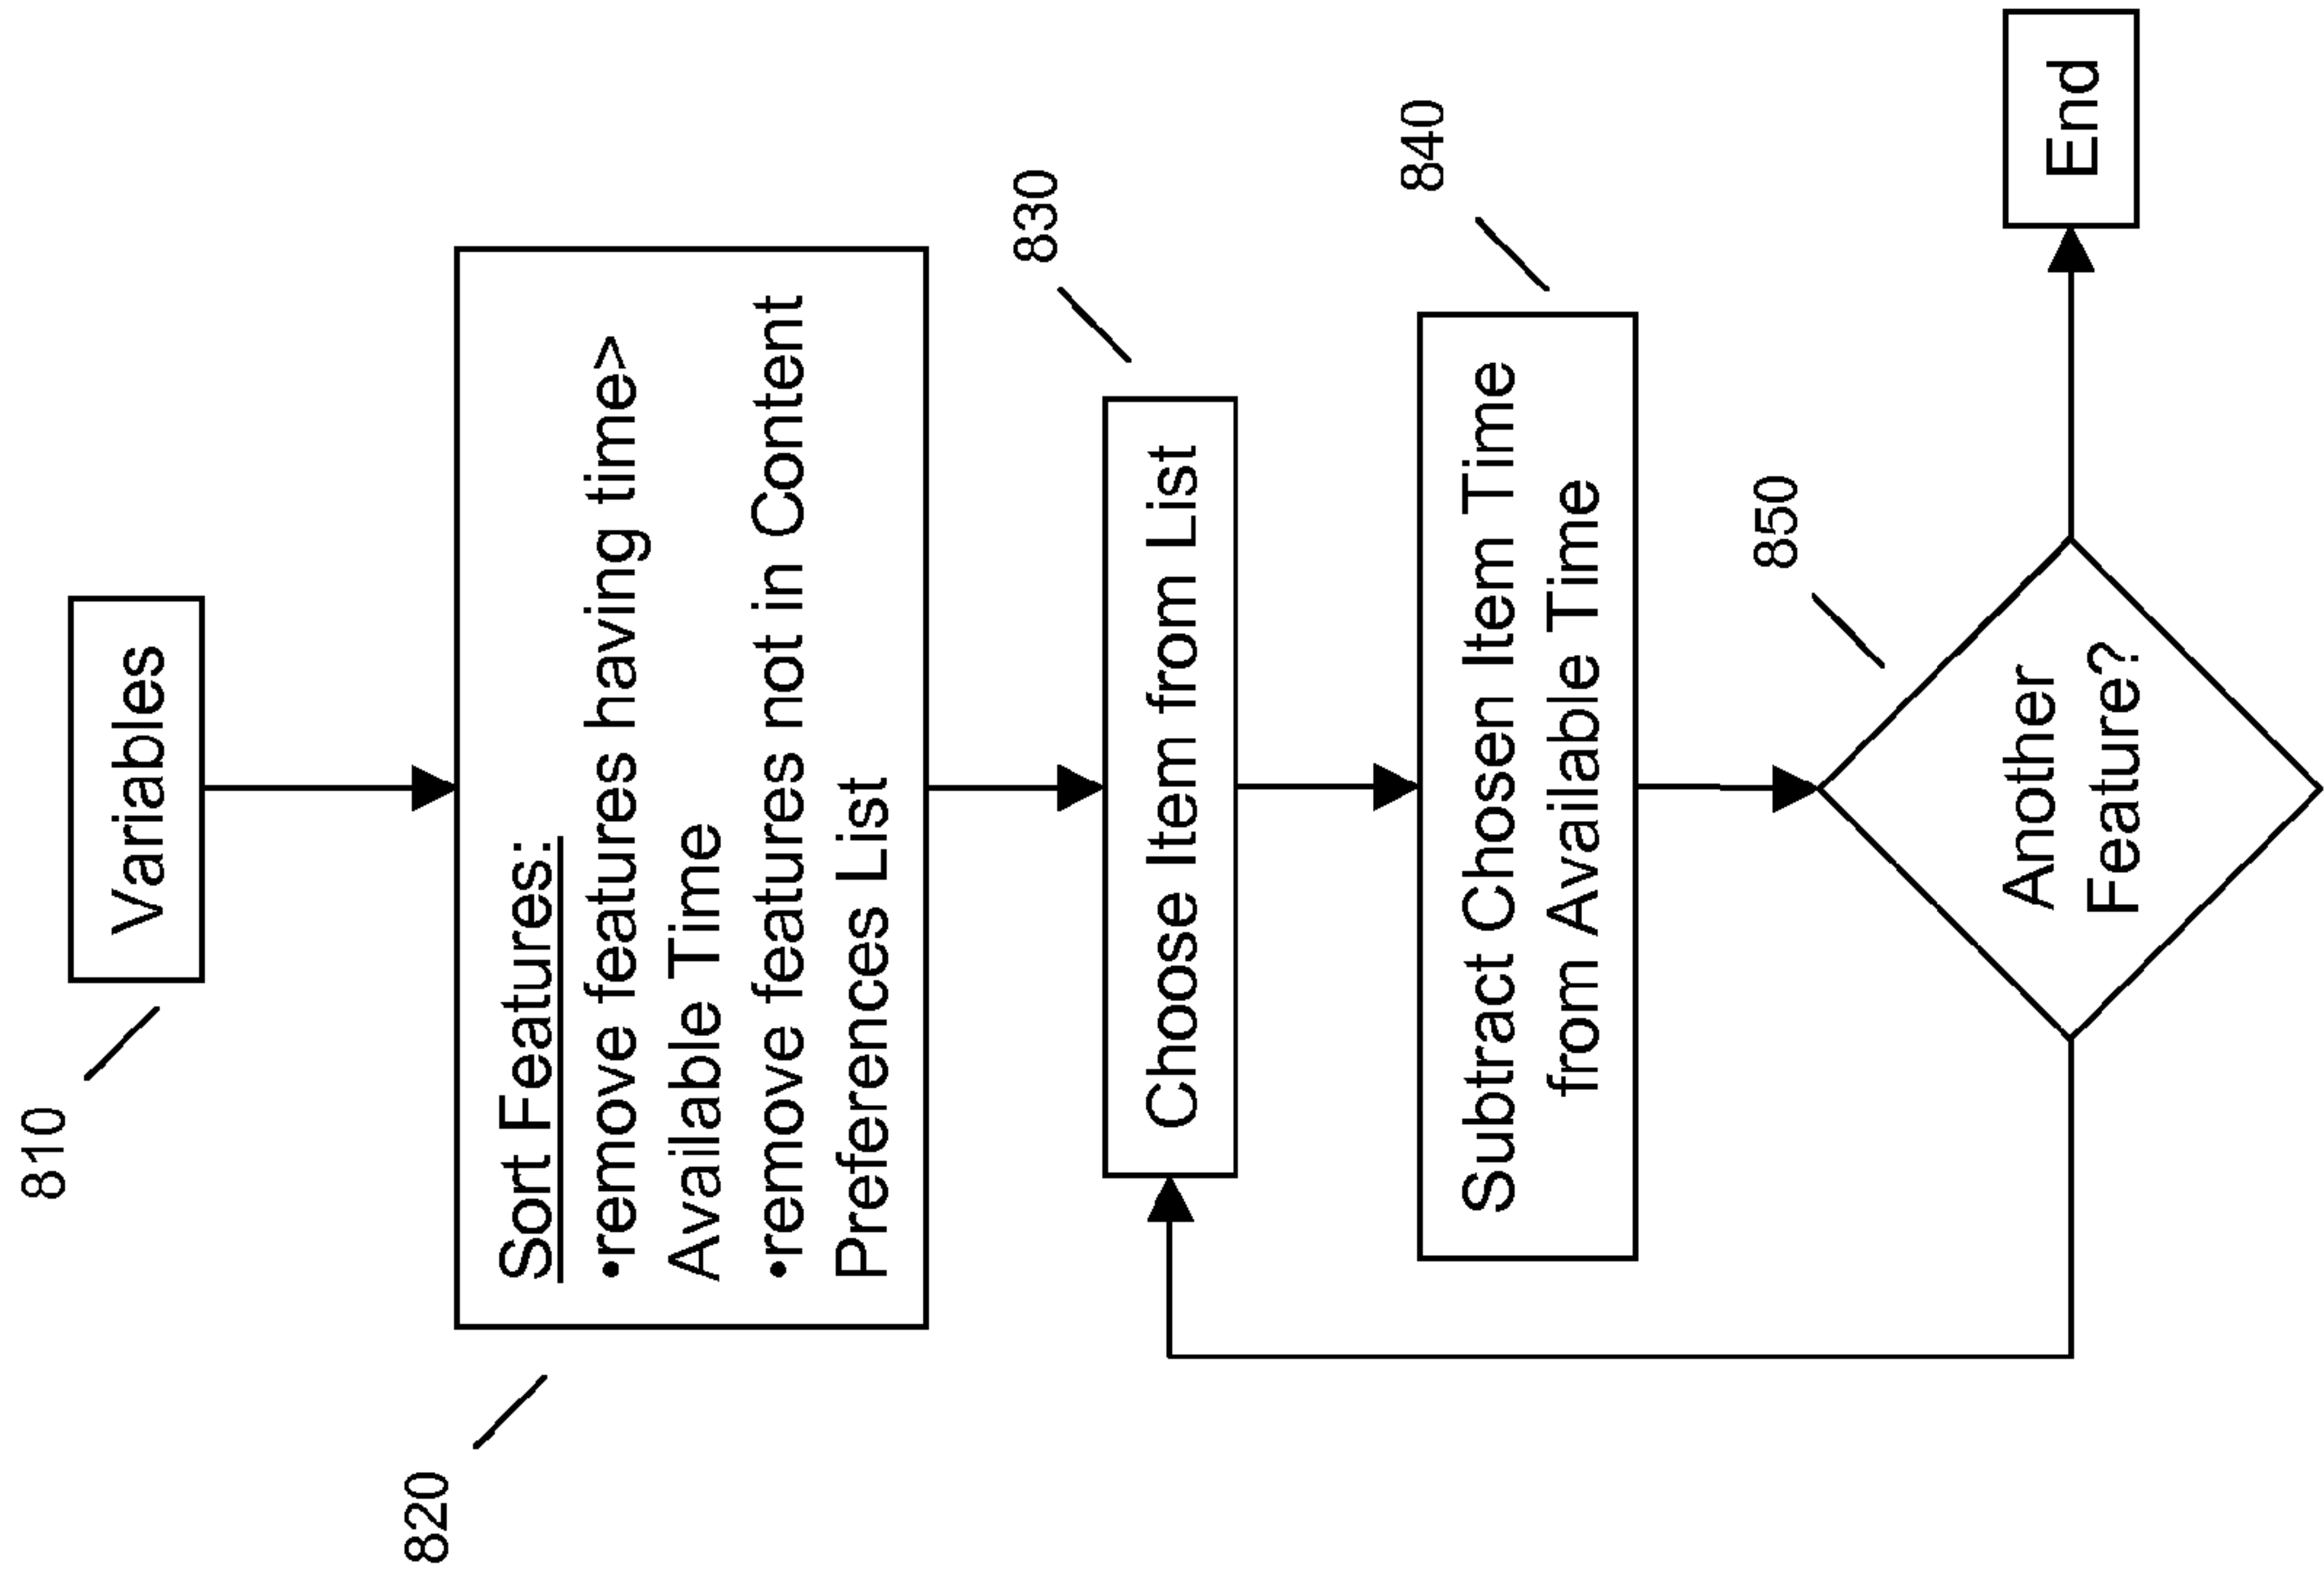 810
Variables
820
Sort Features:
•remove features having time>
Available Time
•remove features not in Content
Preferences List
830
Choose Item from List
840
Subtract Chosen Item Time
from Available Time
850
Another
Feature?
End